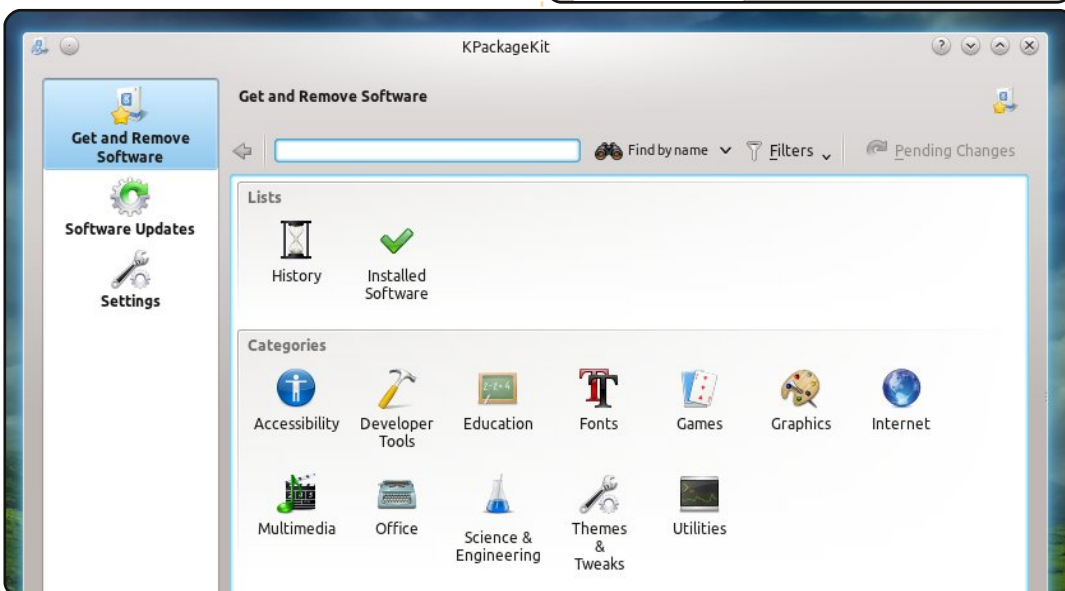 KPackageKit
Get and Remove Software
Get and Remove
Software
Software Updates
Settings
Find by name
Filters
Pending Changes
Lists
History
Installed
Software
Categories
Accessibility
Developer
Tools
Education
Fonts
Games
Graphics
Internet
Multimedia
Office
Science &
Engineering
Themes
&
Tweaks
Utilities